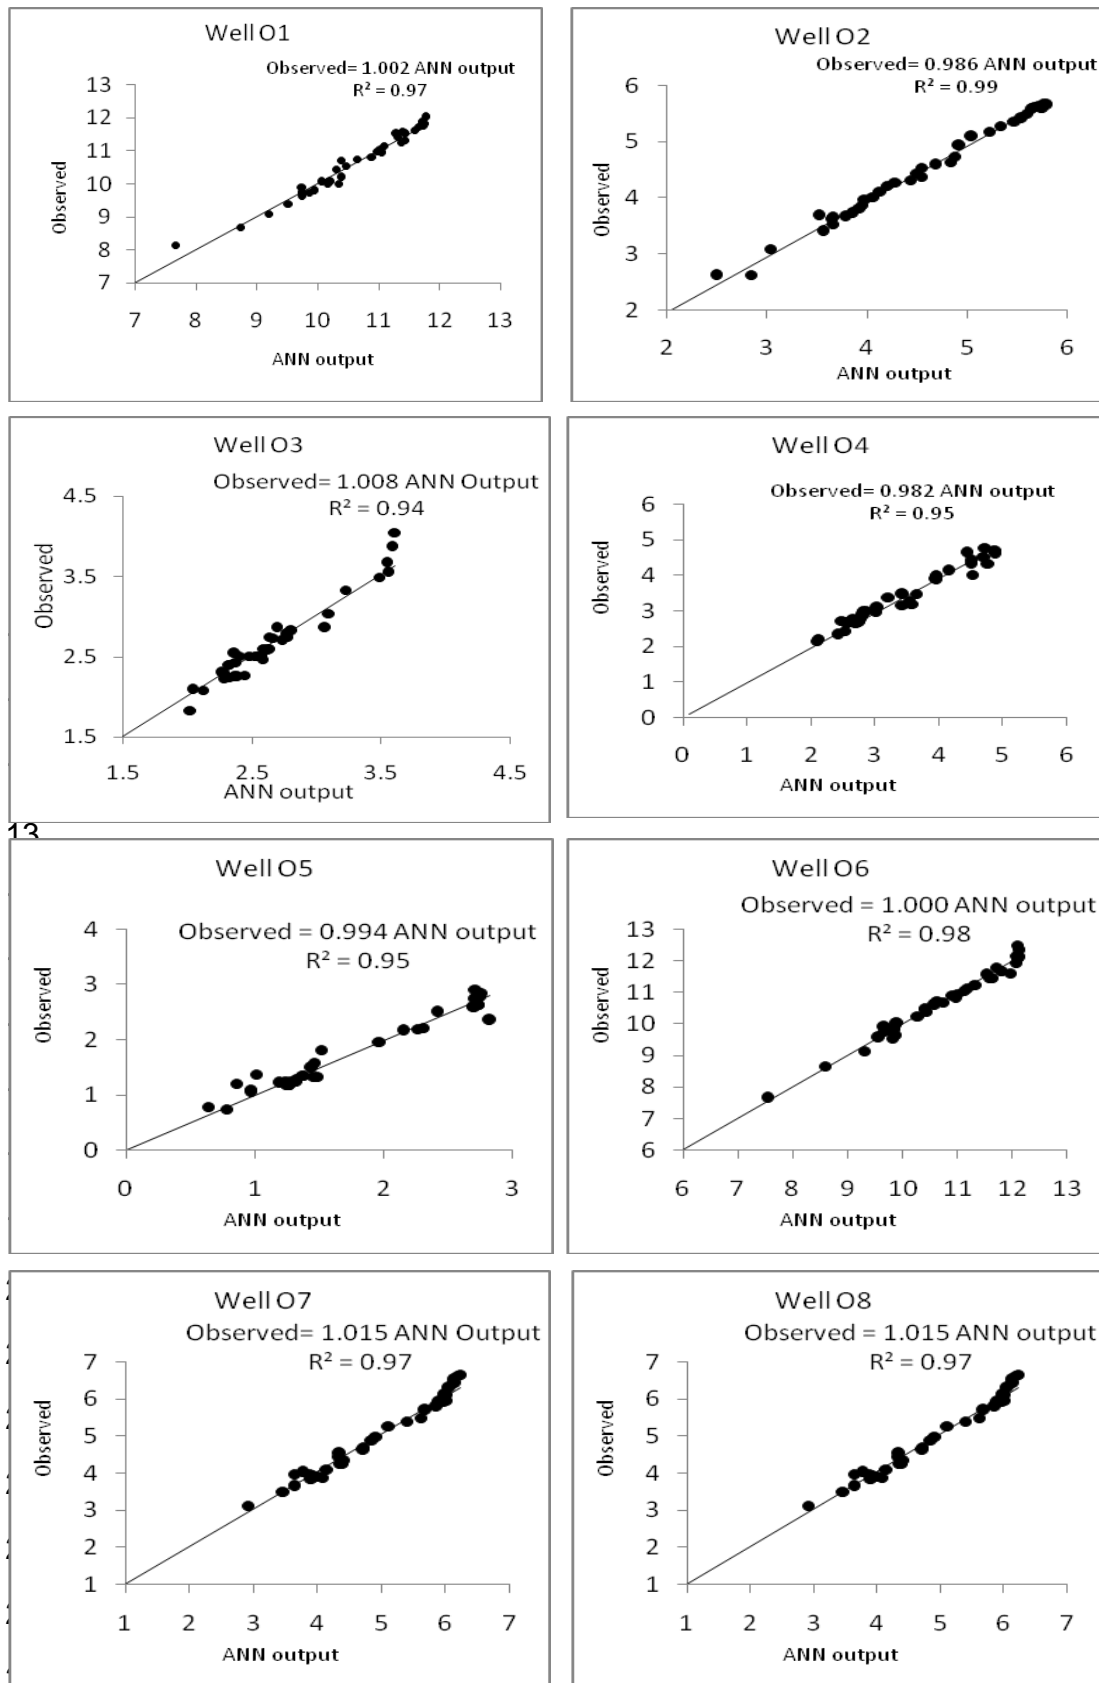 Well O1
Observed= 1.002 ANN output
R² = 0.97
13
12
11
10
9
8
7
Observed
7 8 9 10 11 12 13
ANN output
Well O2
Observed= 0.986 ANN output
R² = 0.99
6
5
4
3
2
Observed
2 3 4 5 6
ANN output
Well O3
Observed= 1.008 ANN Output
R² = 0.94
4.5
3.5
2.5
1.5
Observed
1.5 2.5 3.5 4.5
ANN output
Well O4
Observed= 0.982 ANN output
R² = 0.95
6
5
4
3
2
1
0
Observed
0 1 2 3 4 5 6
ANN output
13
Well O5
Observed = 0.994 ANN output
R² = 0.95
4
3
2
1
0
Observed
0 1 2 3
ANN output
Well O6
Observed = 1.000 ANN output
R² = 0.98
13
12
11
10
9
8
7
6
Observed
6 7 8 9 10 11 12 13
ANN output
Well O7
Observed= 1.015 ANN Output
R² = 0.97
7
6
5
4
3
2
1
Observed
1 2 3 4 5 6 7
ANN output
Well O8
Observed= 1.015 ANN output
R² = 0.97
7
6
5
4
3
2
1
Observed
1 2 3 4 5 6 7
ANN output